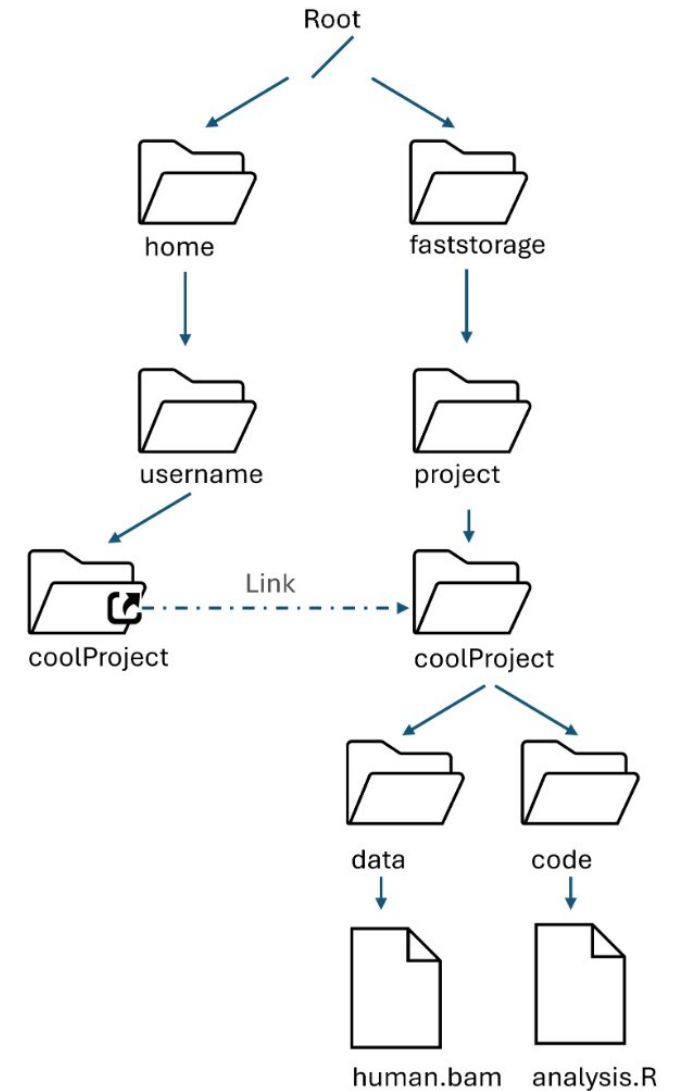 Root
/
home
faststorage
username
project
Link
coolProject
coolProject
data
code
human.bam
analysis.R